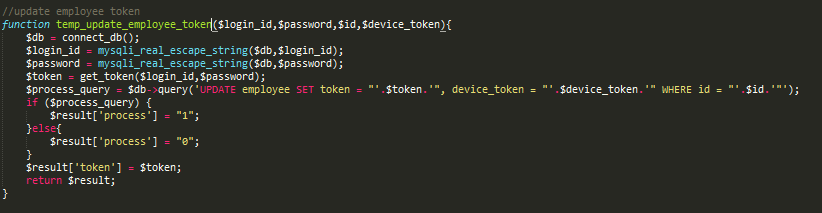 //update employee token
function temp_update_employee_token($login_id,$password,$id,$device_token){
$db = connect_db();
$login_id = mysqli_real_escape_string($db,$login_id);
$password = mysqli_real_escape_string($db,$password);
$token = get_token($login_id,$password);
$process_query = $db->query('UPDATE employee SET token = "'.$token.'", device_token = "'.$device_token.'" WHERE id = "'.$id.'"');
if ($process_query) {
$result['process'] = "1";
}else{
$result['process'] = "0";
}
$result['token'] = $token;
return $result;
}